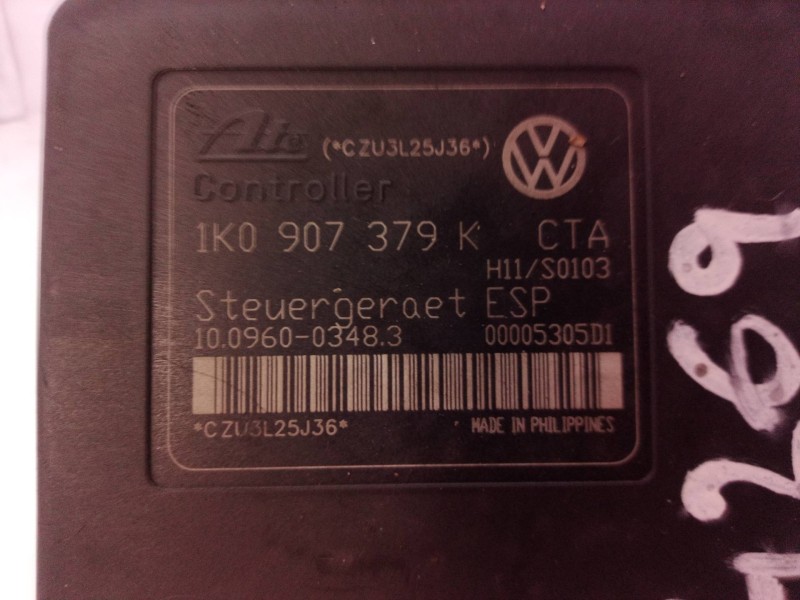 Ate (*CZU3L25J36*) VW
Controller
1K0 907 379 K CTA
H11/S0103
Steuergeraet ESP
10.0960-0348.3 00005305D1
*CZU3L25J36* MADE IN PHILIPPINES